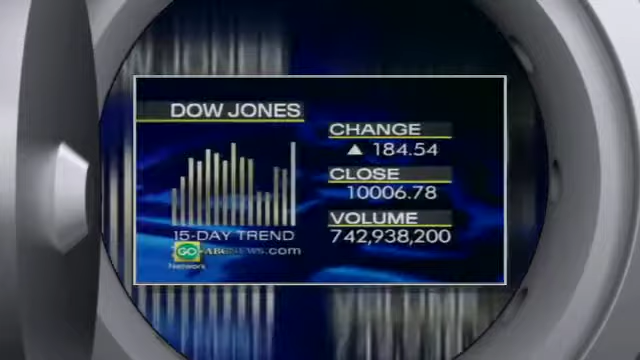 DOW JONES
CHANGE
▲ 184.54
CLOSE
10006.78
VOLUME
742,938,200
15-DAY TREND
GO ABCNEWS.com
Network